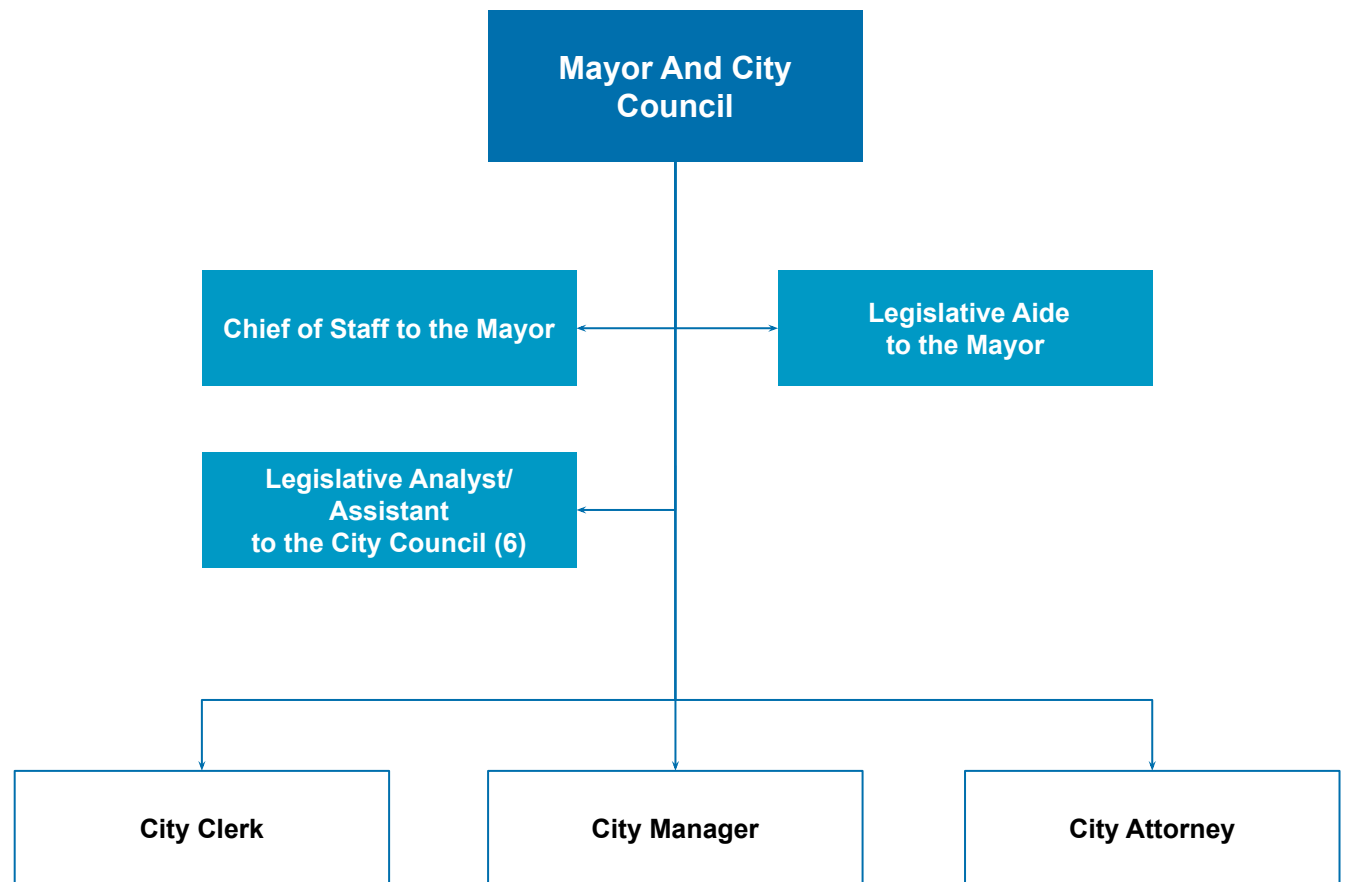 Mayor And City
Council
Chief of Staff to the Mayor
Legislative Aide
to the Mayor
Legislative Analyst/
Assistant
to the City Council (6)
City Clerk
City Manager
City Attorney